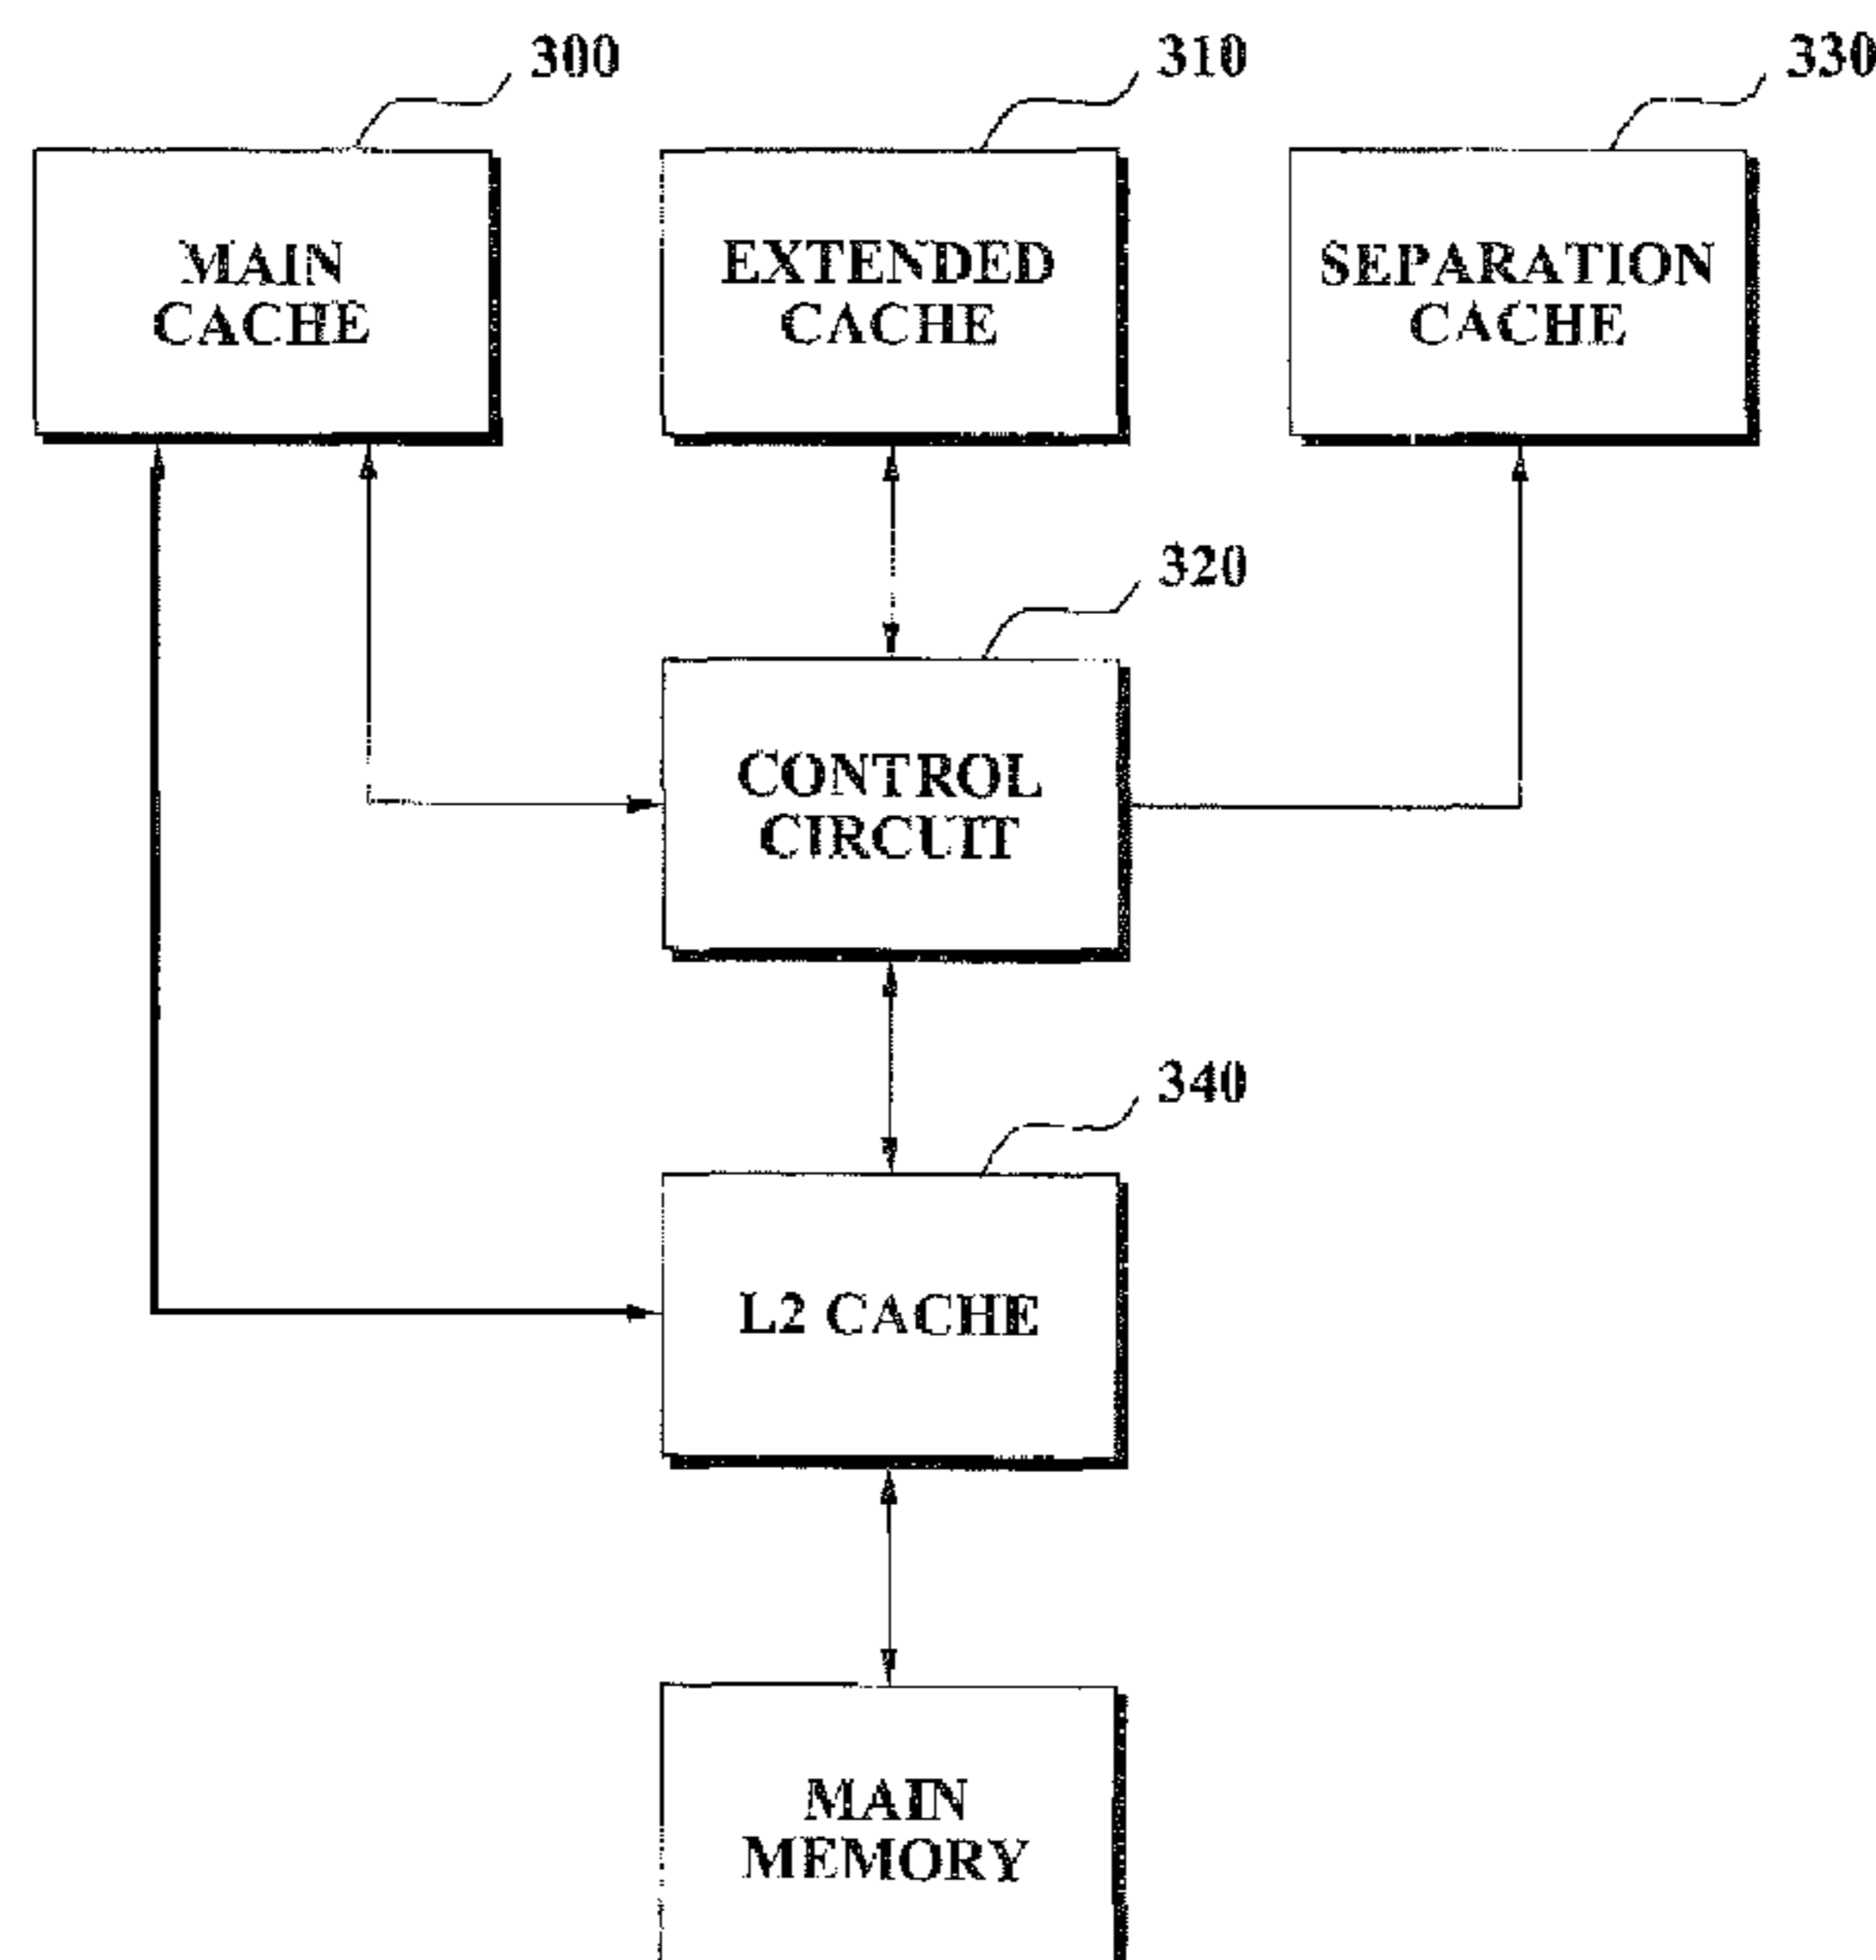 300
310
330
MAIN
CACHE
EXTENDED
CACHE
SEPARATION
CACHE
320
CONTROL
CIRCUIT
340
L2 CACHE
MAIN
MEMORY